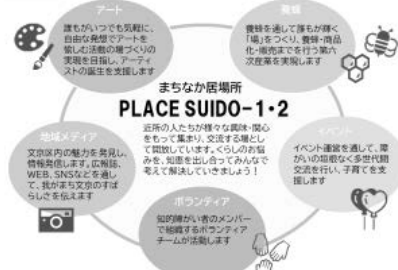 アート
誰もがいつでも気軽に、
自由な発想でアートを
愉しむ活動の場づくりの
実現を目指し、アーティ
ストの誕生を支援します
養蜂
養蜂を通して誰もが輝く
「場」をつくり、養蜂・商品
化・販売までを行う第六
次産業を実現します
まちなか居場所
PLACE SUIDO-1・2
近所の人たちが様々な興味・関心
をもって集まり、交流する場とし
て開放しています。くらしのお悩
みを、知恵を出し合ってみんなで
考えて解決していきましょう!
地域メディア
文京区内の魅力を発見し、
情報発信します。広報誌、
WEB、SNSなどを通し
て、我がまち文京のすば
らしさを伝えます
イベント
イベント運営を通して、障
がいの垣根なく多世代間
交流を行い、子育てを支
援します
ボランティア
知的障がい者のメンバー
で組織するボランティア
チームが活動します